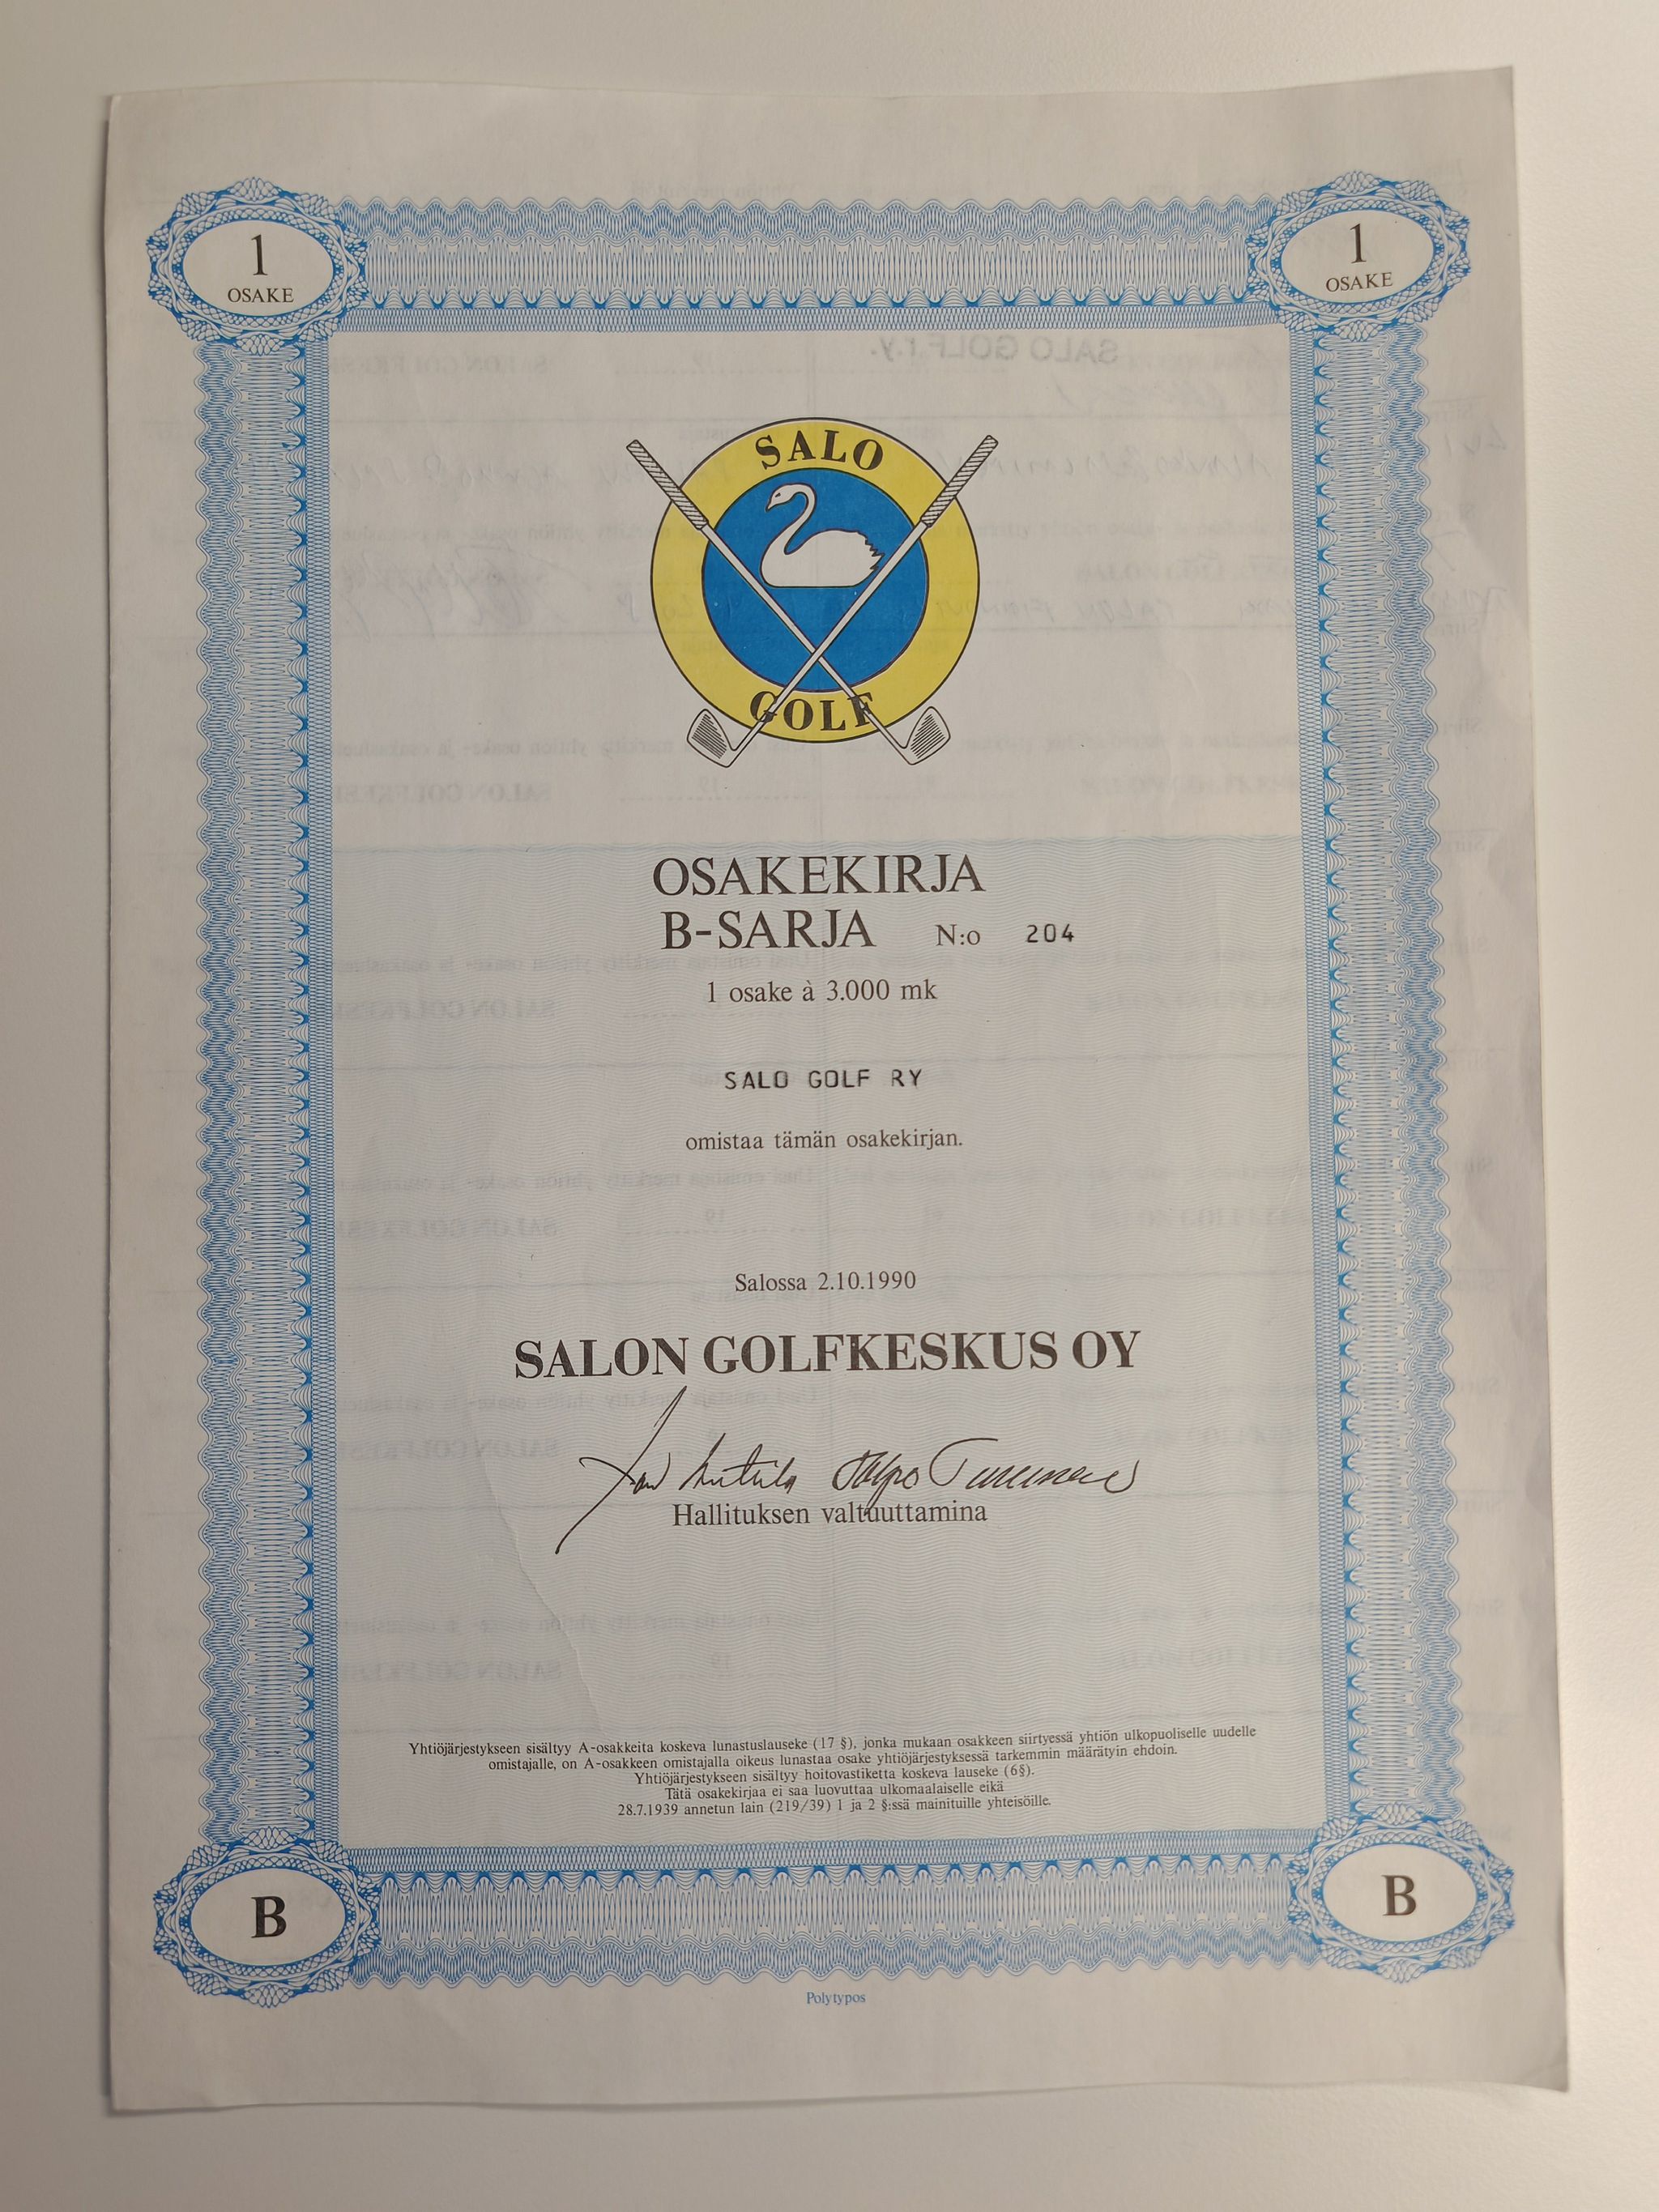 1
OSAKE
1
OSAKE
SALO GOLF r.y.
SALO
GOLF
OSAKEKIRJA
B-SARJA N:o 204
1 osake à 3.000 mk
SALO GOLF RY
omistaa tämän osakekirjan.
Salossa 2.10.1990
SALON GOLFKESKUS OY
Hallituksen valtuuttamina
Yhtiöjärjestykseen sisältyy A-osakkeita koskeva lunastuslauseke (17 §), jonka mukaan osakkeen siirtyessä yhtiön ulkopuoliselle uudelle
omistajalle, on A-osakkeen omistajalla oikeus lunastaa osake yhtiöjärjestyksessä tarkemmin määrätyin ehdoin.
Yhtiöjärjestykseen sisältyy hoitovastiketta koskeva lauseke (6§).
Tätä osakekirjaa ei saa luovuttaa ulkomaalaiselle eikä
28.7.1939 annetun lain (219/39) 1 ja 2 §:ssä mainituille yhteisöille.
B
B
Polytypos